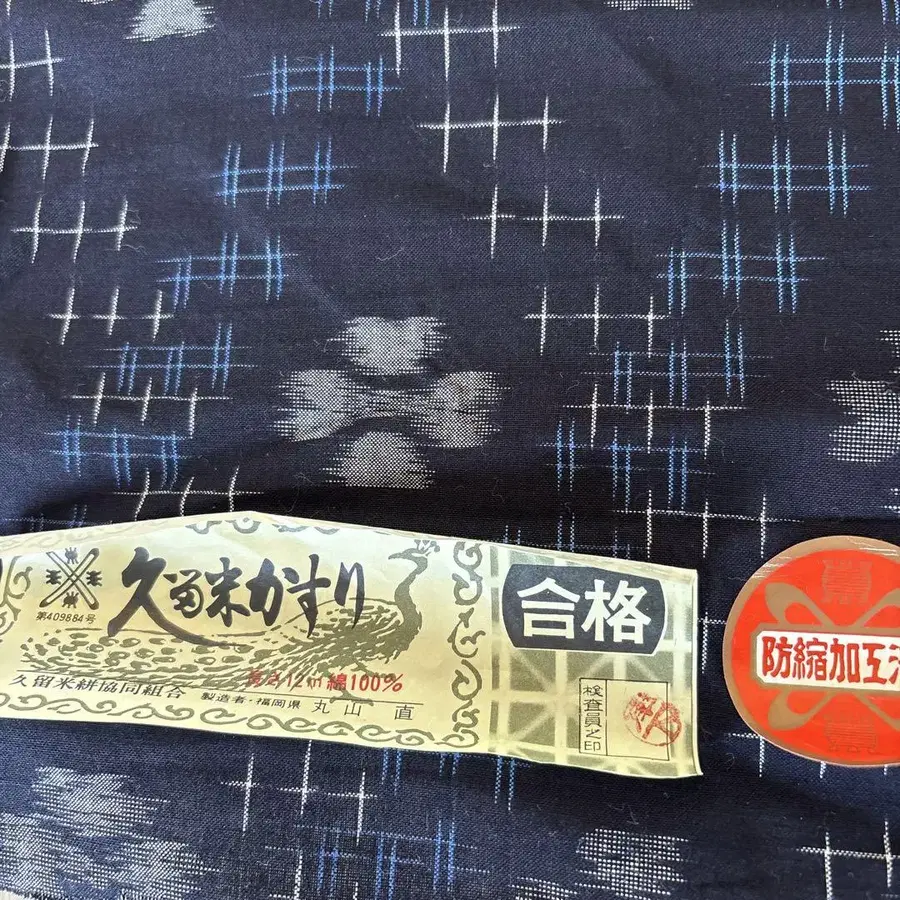 久留米かすり
第409884号
長さ12m 綿100%
久留米絣協同組合
製造者・福岡県 丸山 直
合格
検査員之印
防縮加工済